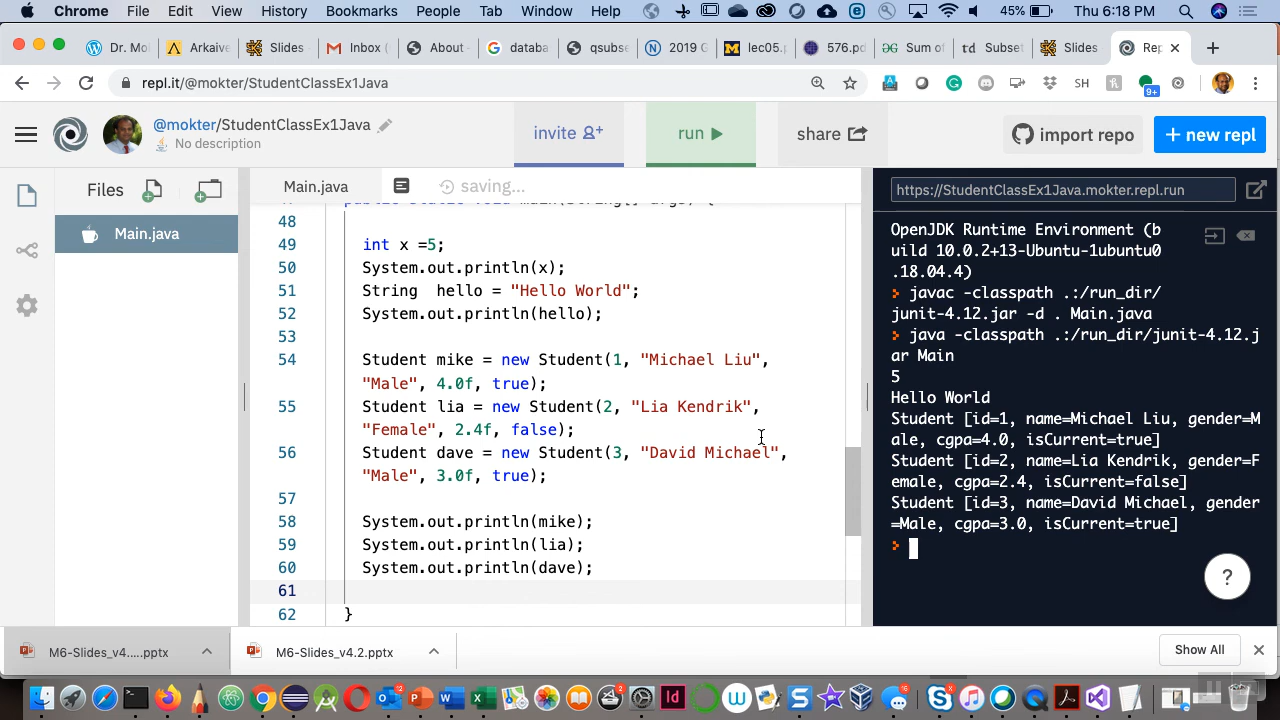 Chrome File Edit View History Bookmarks People Tab Window Help 45% Thu 6:18 PM
Dr. Mo Arkaive Slides - Gmail Inbox ( About - databa qsubse 2019 G lec05.p 576.pd Sum of td Subset Slides Repl
repl.it/@mokter/StudentClassEx1Java SH 9+
@mokter/StudentClassEx1Java
No description
invite
run
share
import repo
+ new repl
Files
Main.java
Main.java
saving...
48
49 int x =5;
50 System.out.println(x);
51 String  hello = "Hello World";
52 System.out.println(hello);
53
54 Student mike = new Student(1, "Michael Liu",
"Male", 4.0f, true);
55 Student lia = new Student(2, "Lia Kendrik",
"Female", 2.4f, false);
56 Student dave = new Student(3, "David Michael",
"Male", 3.0f, true);
57
58 System.out.println(mike);
59 System.out.println(lia);
60 System.out.println(dave);
61
62 }
https://StudentClassEx1Java.mokter.repl.run
OpenJDK Runtime Environment (b
uild 10.0.2+13-Ubuntu-1ubuntu0
.18.04.4)
javac -classpath .:/run_dir/
junit-4.12.jar -d . Main.java
java -classpath .:/run_dir/junit-4.12.j
ar Main
5
Hello World
Student [id=1, name=Michael Liu, gender=M
ale, cgpa=4.0, isCurrent=true]
Student [id=2, name=Lia Kendrik, gender=F
emale, cgpa=2.4, isCurrent=false]
Student [id=3, name=David Michael, gender
=Male, cgpa=3.0, isCurrent=true]
?
M6-Slides_v4.....pptx
M6-Slides_v4.2.pptx
Show All